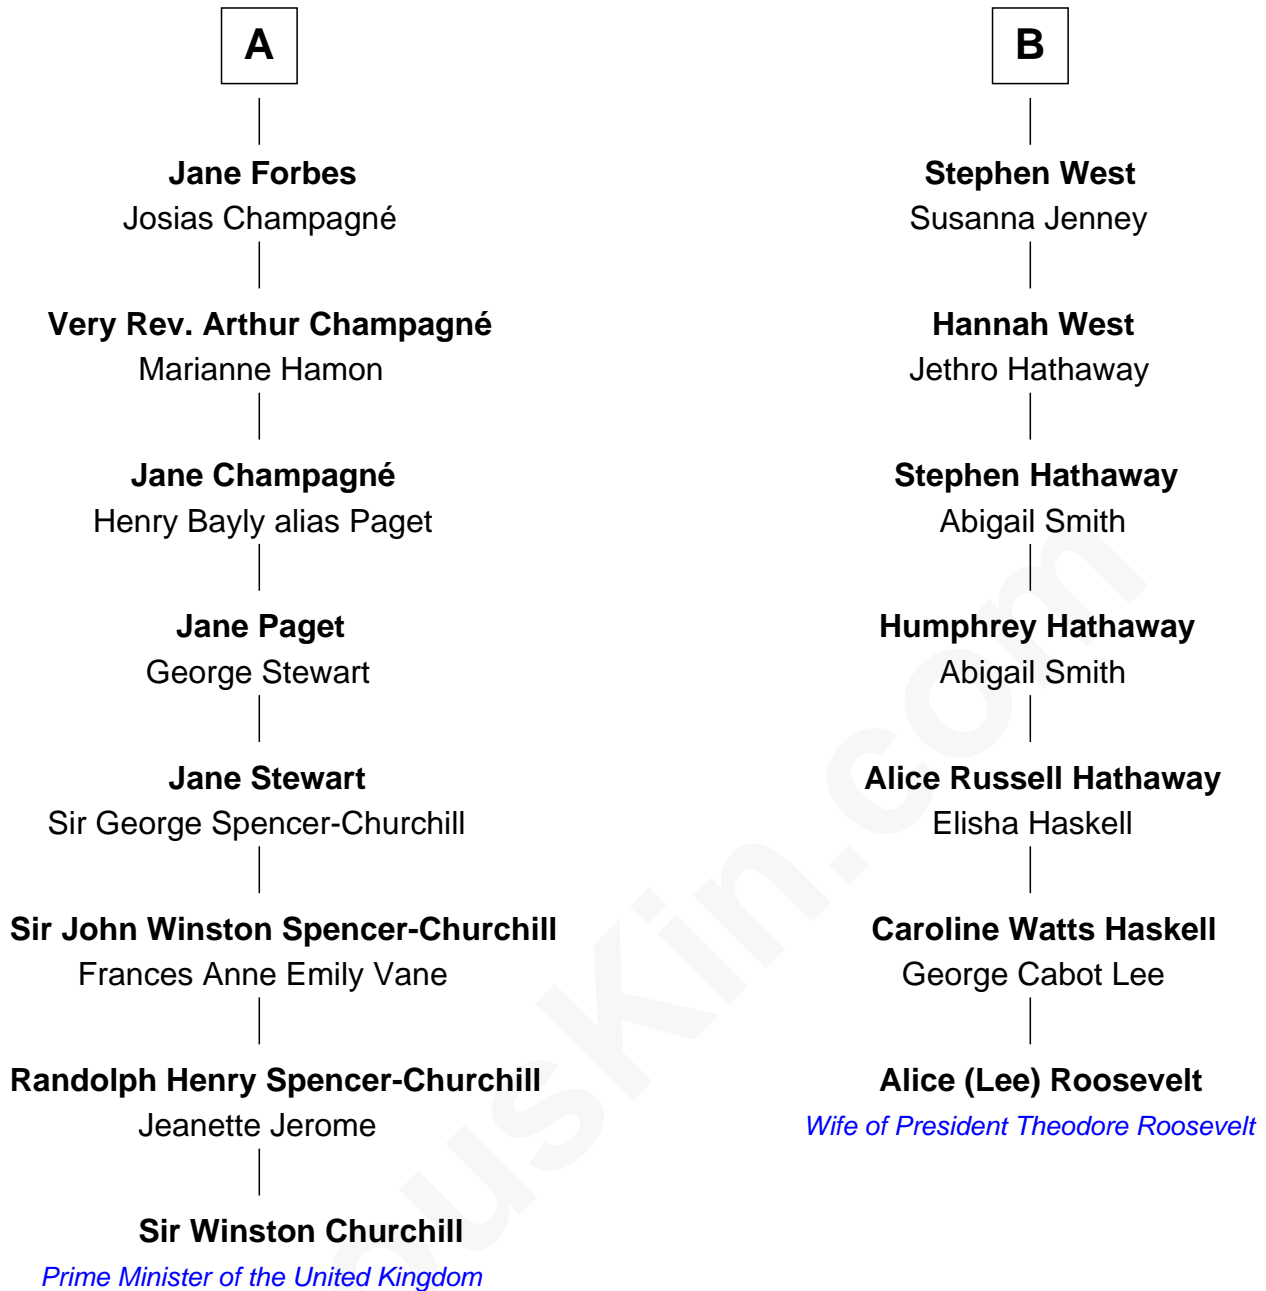 A
Jane Forbes
Josias Champagné
Very Rev. Arthur Champagné
Marianne Hamon
Jane Champagné
Henry Bayly alias Paget
Jane Paget
George Stewart
Jane Stewart
Sir George Spencer-Churchill
Sir John Winston Spencer-Churchill
Frances Anne Emily Vane
Randolph Henry Spencer-Churchill
Jeanette Jerome
Sir Winston Churchill
Prime Minister of the United Kingdom
B
Stephen West
Susanna Jenney
Hannah West
Jethro Hathaway
Stephen Hathaway
Abigail Smith
Humphrey Hathaway
Abigail Smith
Alice Russell Hathaway
Elisha Haskell
Caroline Watts Haskell
George Cabot Lee
Alice (Lee) Roosevelt
Wife of President Theodore Roosevelt
ousKin.com